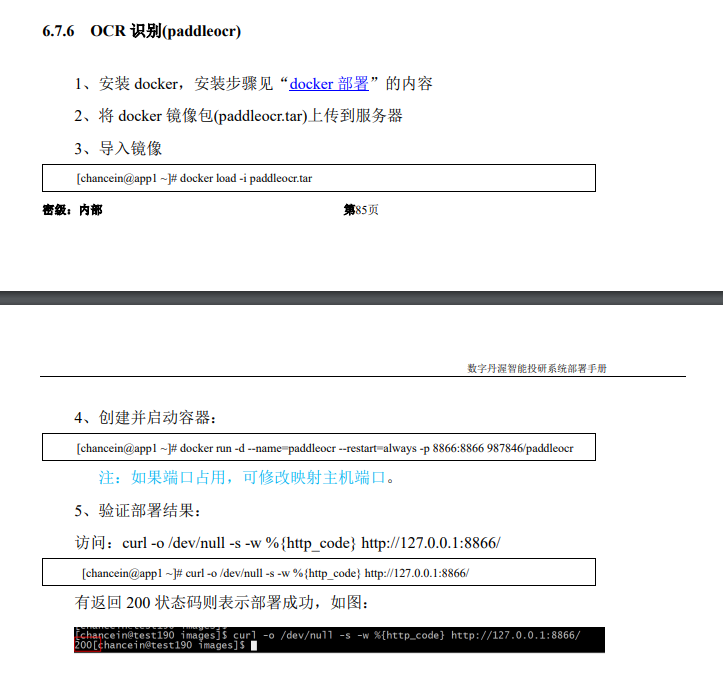 6.7.6 OCR 识别(paddleocr)
1、安装 docker，安装步骤见“docker 部署”的内容
2、将 docker 镜像包(paddleocr.tar)上传到服务器
3、导入镜像
[chancein@app1 ~]# docker load -i paddleocr.tar
密级：内部 第85页
数字丹渥智能投研系统部署手册
4、创建并启动容器：
[chancein@app1 ~]# docker run -d --name=paddleocr --restart=always -p 8866:8866 987846/paddleocr
注：如果端口占用，可修改映射主机端口。
5、验证部署结果：
访问：curl -o /dev/null -s -w %{http_code} http://127.0.0.1:8866/
[chancein@app1 ~]# curl -o /dev/null -s -w %{http_code} http://127.0.0.1:8866/
有返回 200 状态码则表示部署成功，如图：
[chancein@test190 images]$ curl -o /dev/null -s -w %{http_code} http://127.0.0.1:8866/
200[chancein@test190 images]$